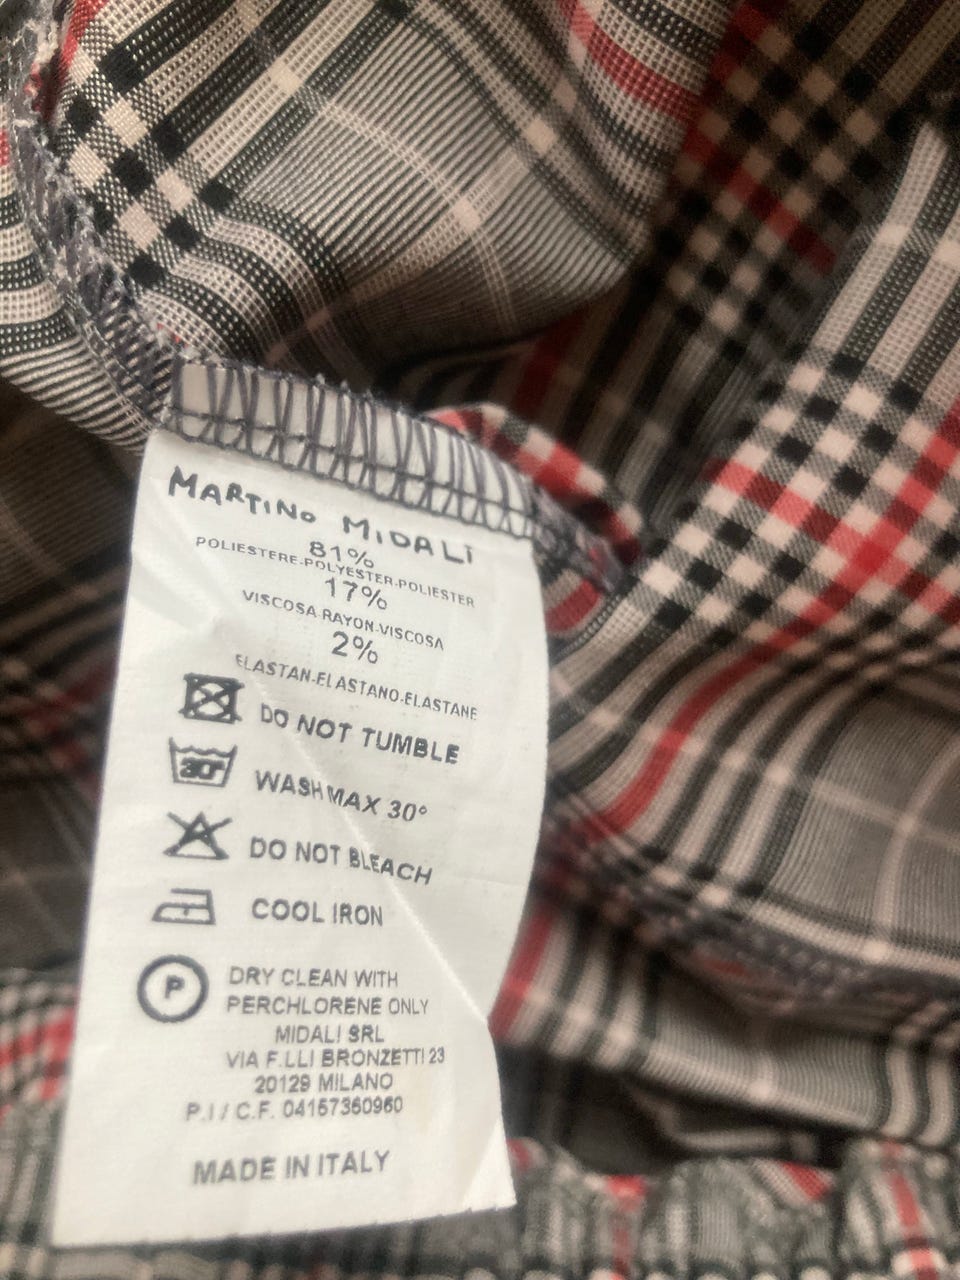 MARTINO MIDALI
81%
POLIESTERE-POLYESTER-POLIESTER
17%
VISCOSA-RAYON-VISCOSA
2%
ELASTAN-ELASTANO-ELASTANE
DO NOT TUMBLE
30° WASH MAX 30°
DO NOT BLEACH
COOL IRON
P DRY CLEAN WITH
PERCHLORENE ONLY
MIDALI SRL
VIA F.LLI BRONZETTI 23
20129 MILANO
P.I / C.F. 04157360960
MADE IN ITALY